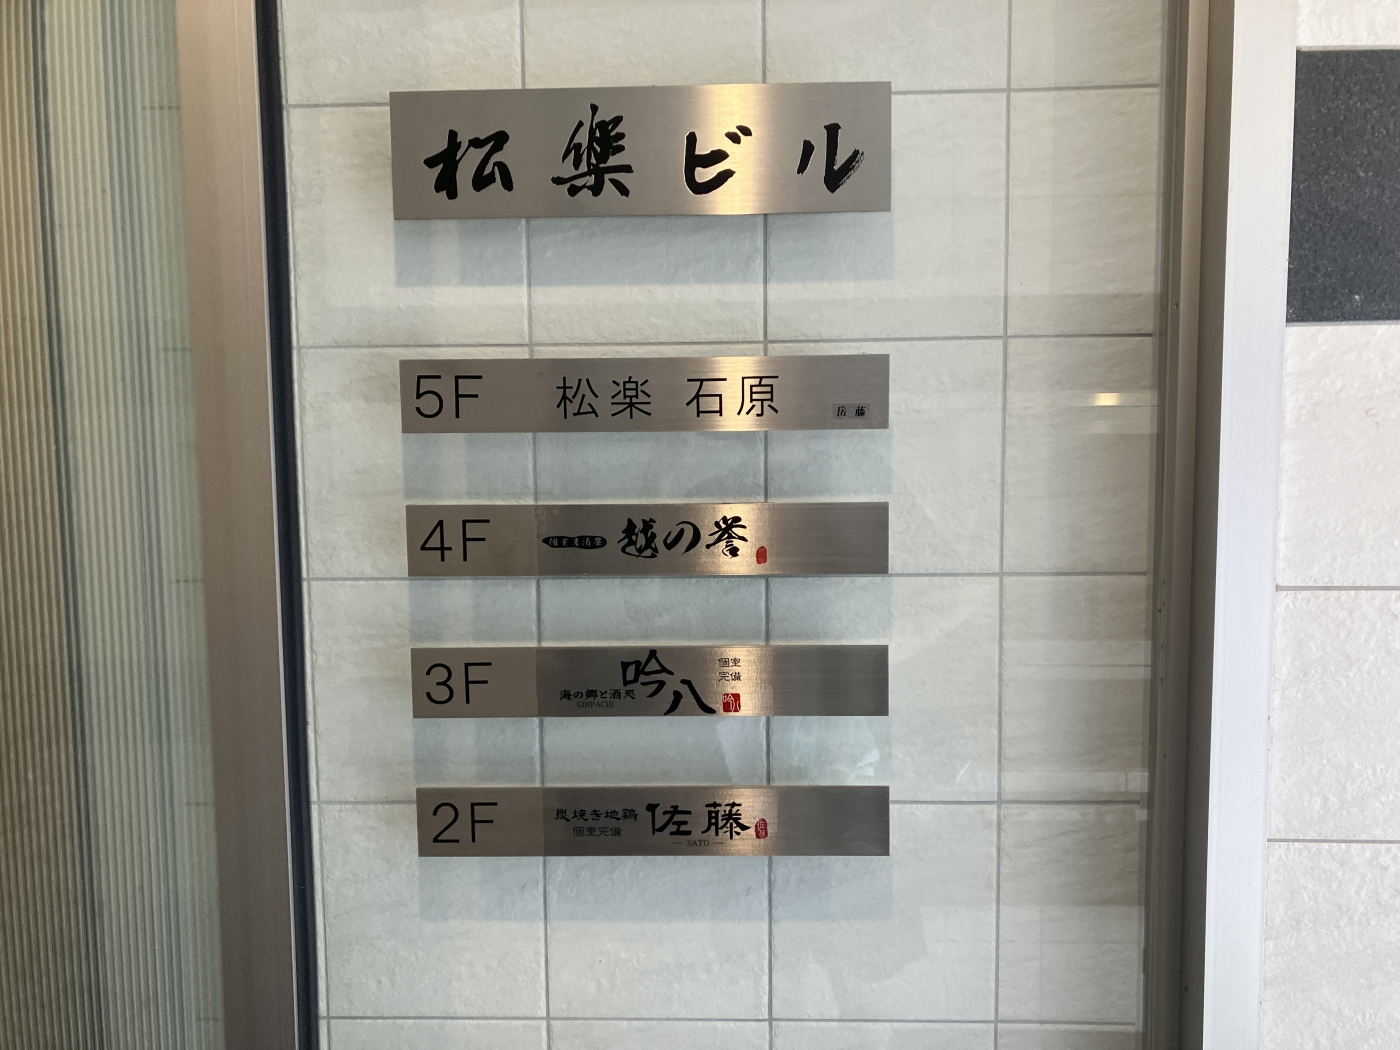 松樂ビル
5F 松楽 石原 岳藤
4F 個室居酒屋 越の誉
3F 海の郷と酒処 吟八 個室完備
GINPACHI
2F 炭焼き地鶏 佐藤
個室完備
SATO